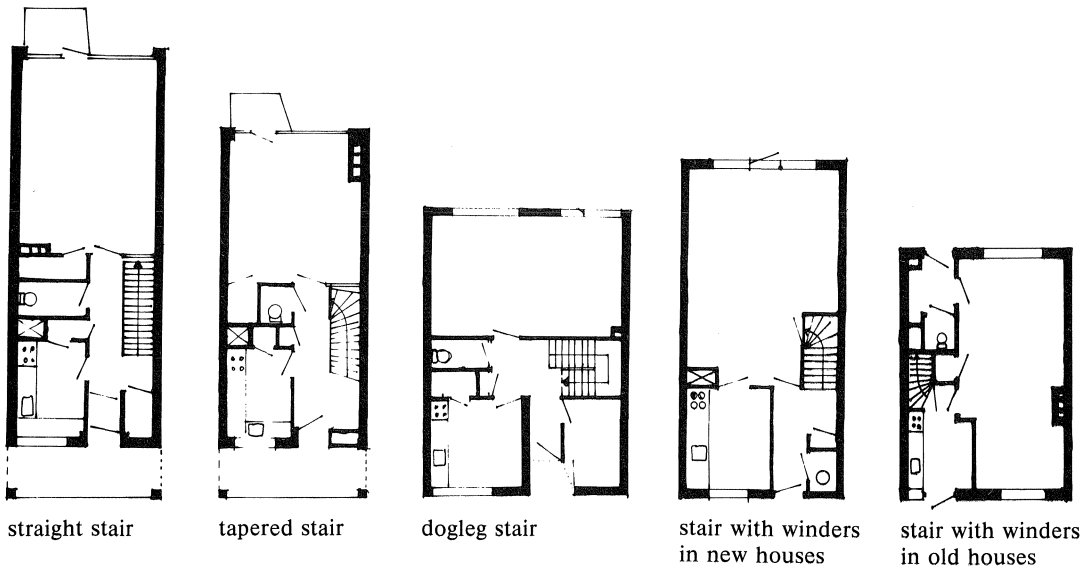 straight stair
tapered stair
dogleg stair
stair with winders
in new houses
stair with winders
in old houses